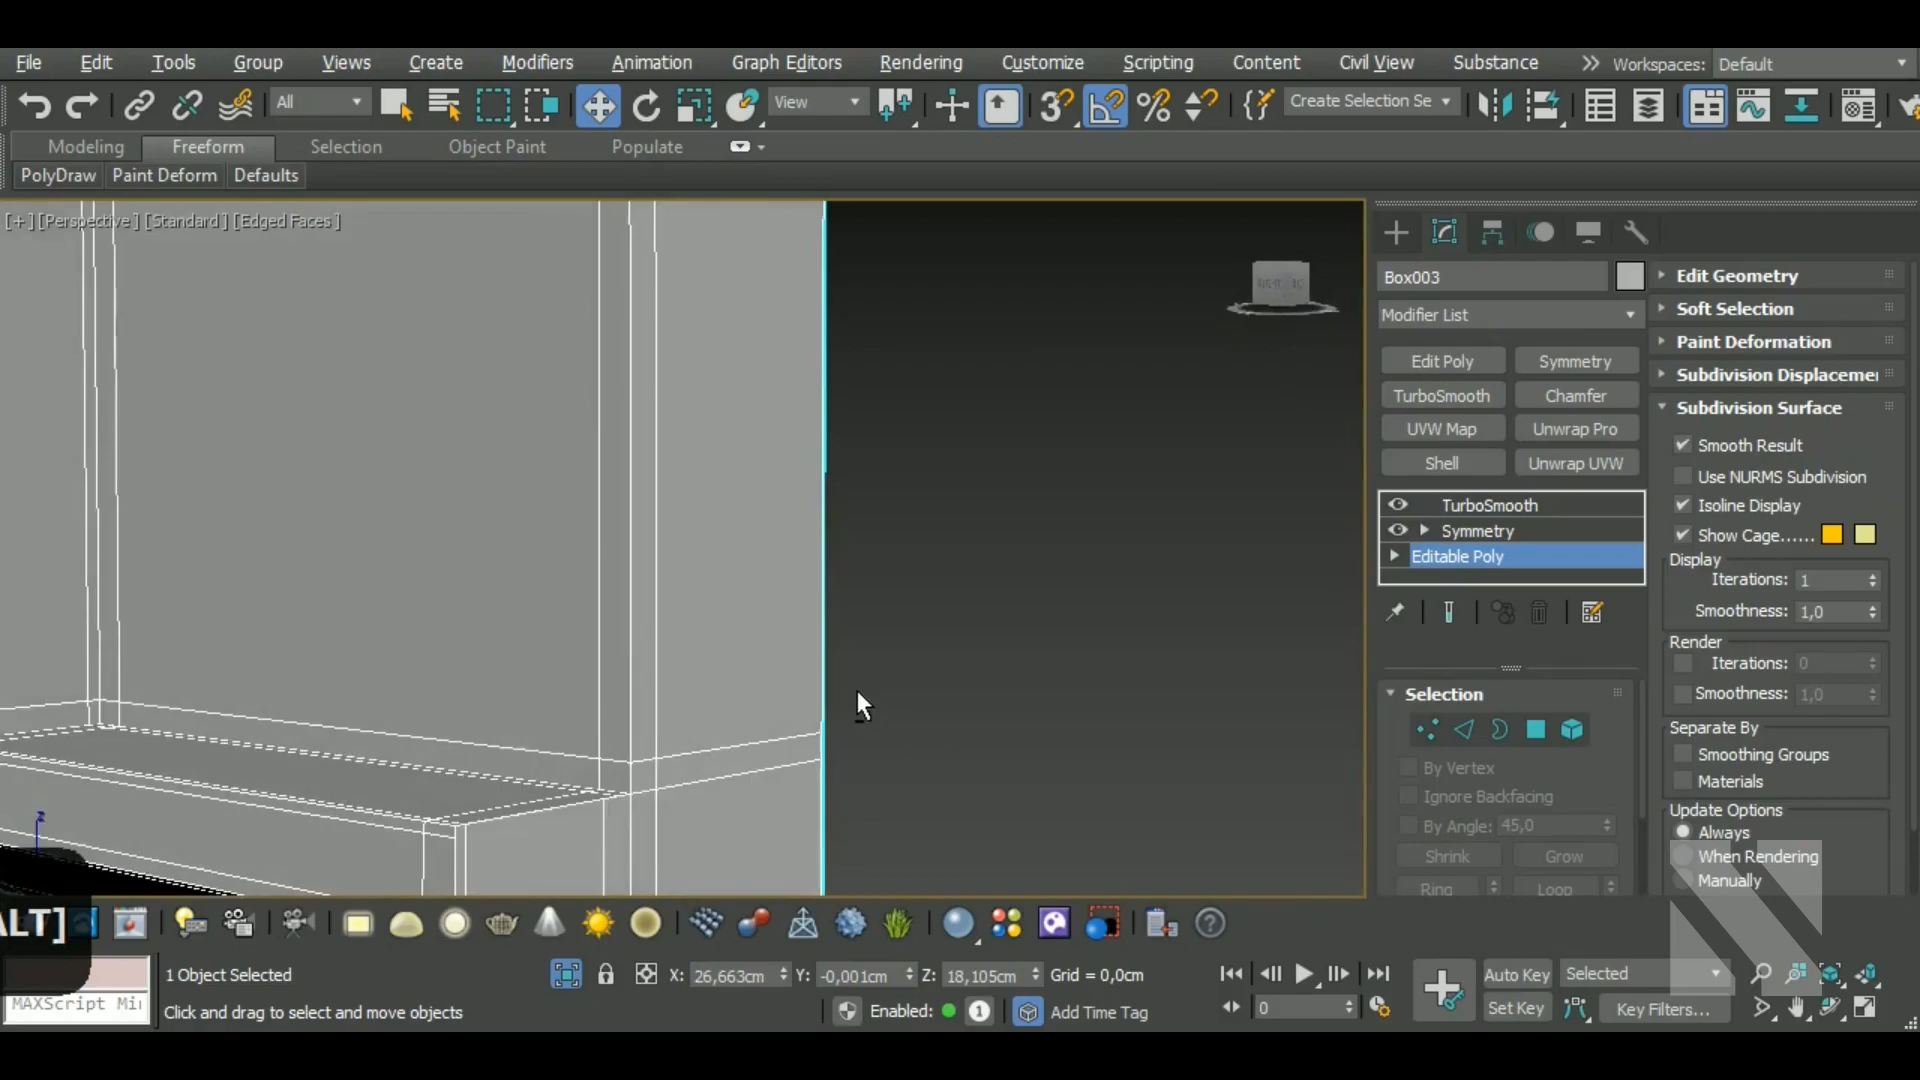 File Edit Tools Group Views Create Modifiers Animation Graph Editors Rendering Customize Scripting Content Civil View Substance Workspaces: Default
All View Create Selection Se
Modeling Freeform Selection Object Paint Populate
PolyDraw Paint Deform Defaults
[+] [Perspective] [Standard] [Edged Faces]
Box003
Modifier List
Edit Poly Symmetry
TurboSmooth Chamfer
UVW Map Unwrap Pro
Shell Unwrap UVW
TurboSmooth
Symmetry
Editable Poly
Selection
By Vertex
Ignore Backfacing
By Angle: 45,0
Shrink Grow
Ring Loop
Edit Geometry
Soft Selection
Paint Deformation
Subdivision Displaceme
Subdivision Surface
Smooth Result
Use NURMS Subdivision
Isoline Display
Show Cage......
Display
Iterations: 1
Smoothness: 1,0
Render
Iterations: 0
Smoothness: 1,0
Separate By
Smoothing Groups
Materials
Update Options
Always
When Rendering
Manually
ALT]
MAXScript Mi
1 Object Selected
Click and drag to select and move objects
X: 26,663cm Y: -0,001cm Z: 18,105cm Grid = 0,0cm
Enabled: 1 Add Time Tag
0
Auto Key Selected
Set Key Key Filters...
Z